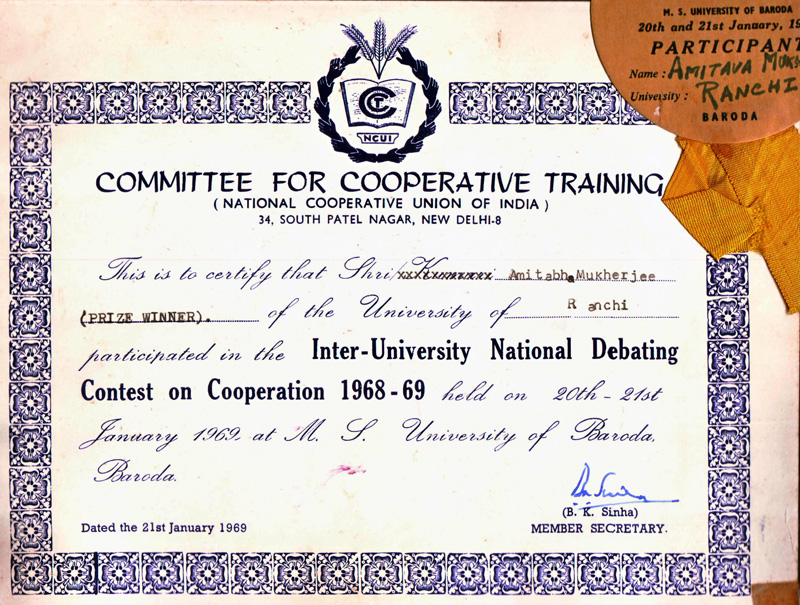 M. S. UNIVERSITY OF BARODA
20th and 21st January, 19
PARTICIPANT
Name : AMITAVA
University : RANCHI
BARODA
CCT
NCUI
COMMITTEE FOR COOPERATIVE TRAINING
( NATIONAL COOPERATIVE UNION OF INDIA )
34, SOUTH PATEL NAGAR, NEW DELHI-8
This is to certify that Shri/ Amitabha Mukherjee
(PRIZE WINNER). of the University of Ranchi
participated in the Inter-University National Debating
Contest on Cooperation 1968-69 held on 20th - 21st
January 1969. at M. S. University of Baroda,
Baroda.
(B. K. Sinha)
Dated the 21st January 1969 MEMBER SECRETARY.